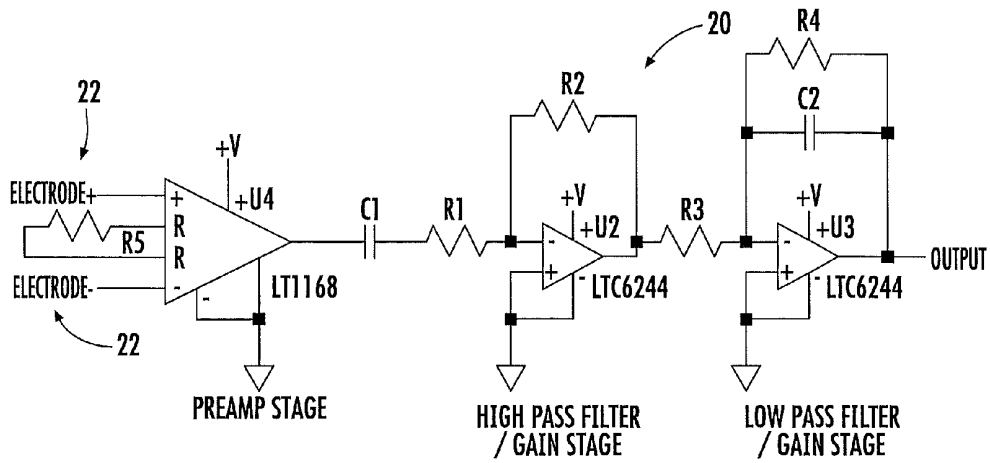 20
R4
22
R2
C2
+V
ELECTRODE+
+
+U4
R
R5
R
ELECTRODE-
-
-
LT1168
22
PREAMP STAGE
C1
R1
+V
-
+U2
+
-
LTC6244
HIGH PASS FILTER
/ GAIN STAGE
R3
+V
-
+U3
+
-
LTC6244
OUTPUT
LOW PASS FILTER
/ GAIN STAGE